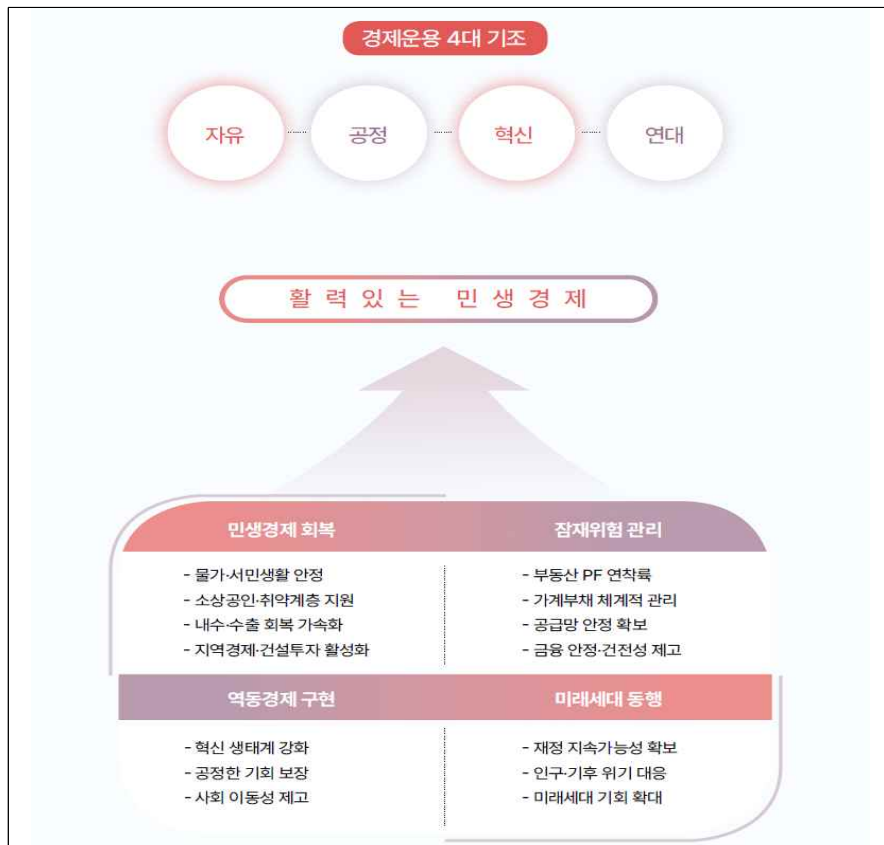 경제운용 4대 기조
자유 공정 혁신 연대
활력있는 민생경제
민생경제 회복
- 물가·서민생활 안정
- 소상공인·취약계층 지원
- 내수·수출 회복 가속화
- 지역경제·건설투자 활성화
잠재위험 관리
- 부동산 PF 연착륙
- 가계부채 체계적 관리
- 공급망 안정 확보
- 금융 안정·건전성 제고
역동경제 구현
- 혁신 생태계 강화
- 공정한 기회 보장
- 사회 이동성 제고
미래세대 동행
- 재정 지속가능성 확보
- 인구·기후 위기 대응
- 미래세대 기회 확대